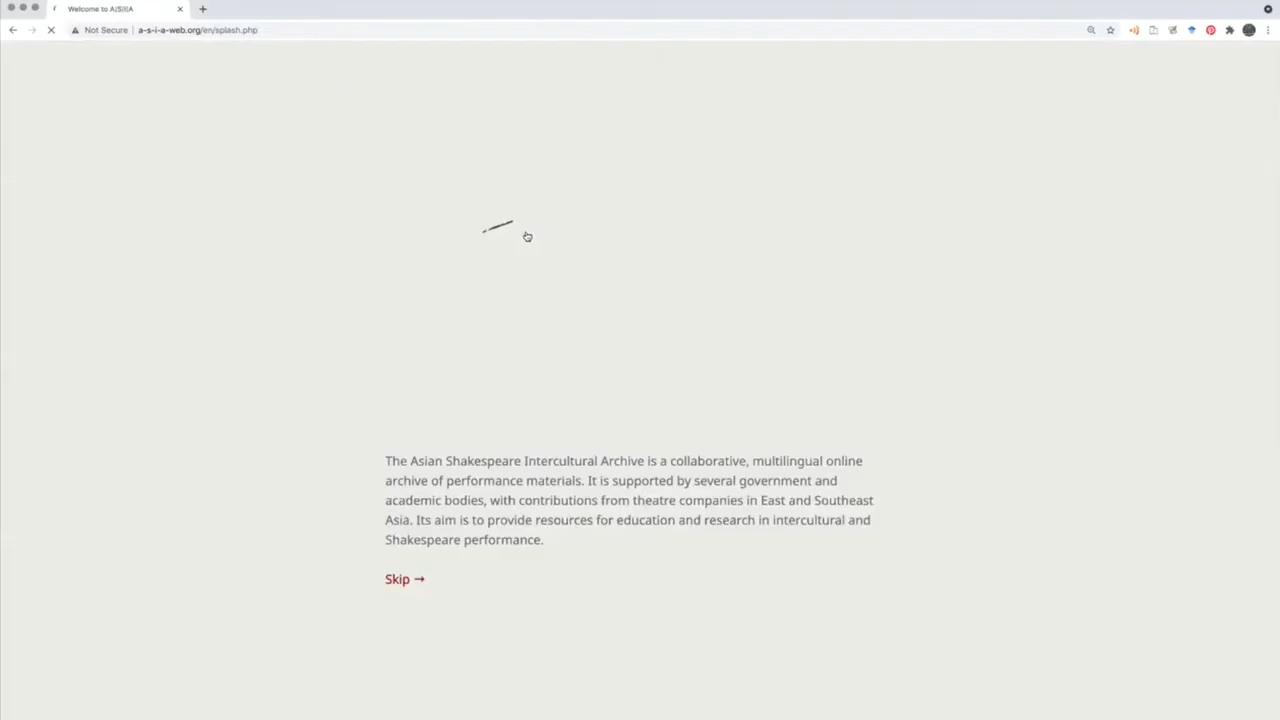 Welcome to A|S|I|A
Not Secure a-s-i-a-web.org/en/splash.php
The Asian Shakespeare Intercultural Archive is a collaborative, multilingual online
archive of performance materials. It is supported by several government and
academic bodies, with contributions from theatre companies in East and Southeast
Asia. Its aim is to provide resources for education and research in intercultural and
Shakespeare performance.
Skip →